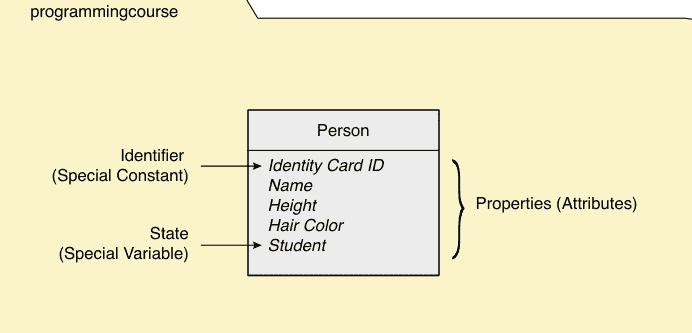 programmingcourse
Person
Identifier
(Special Constant)
Identity Card ID
Name
Height
Hair Color
Student
State
(Special Variable)
Properties (Attributes)